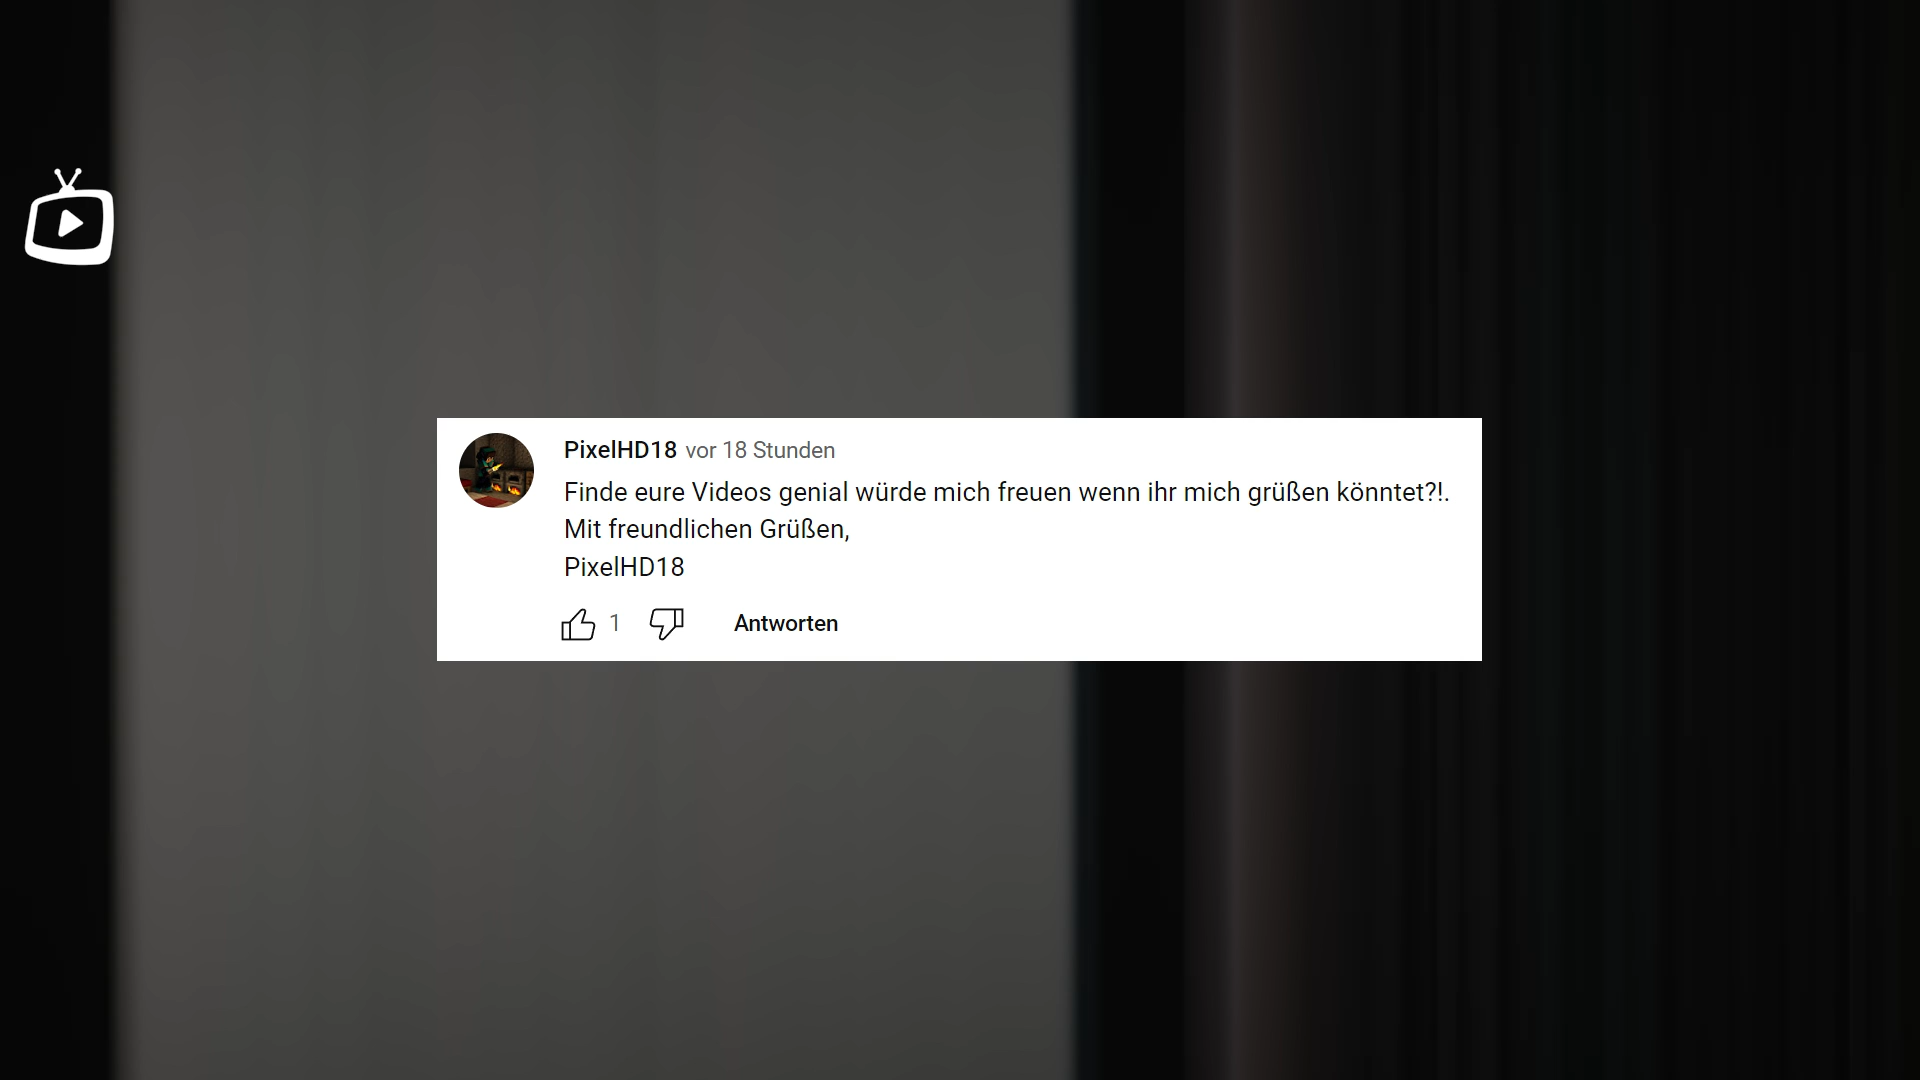 PixelHD18 vor 18 Stunden
Finde eure Videos genial würde mich freuen wenn ihr mich grüßen könntet?!.
Mit freundlichen Grüßen,
PixelHD18
1 Antworten